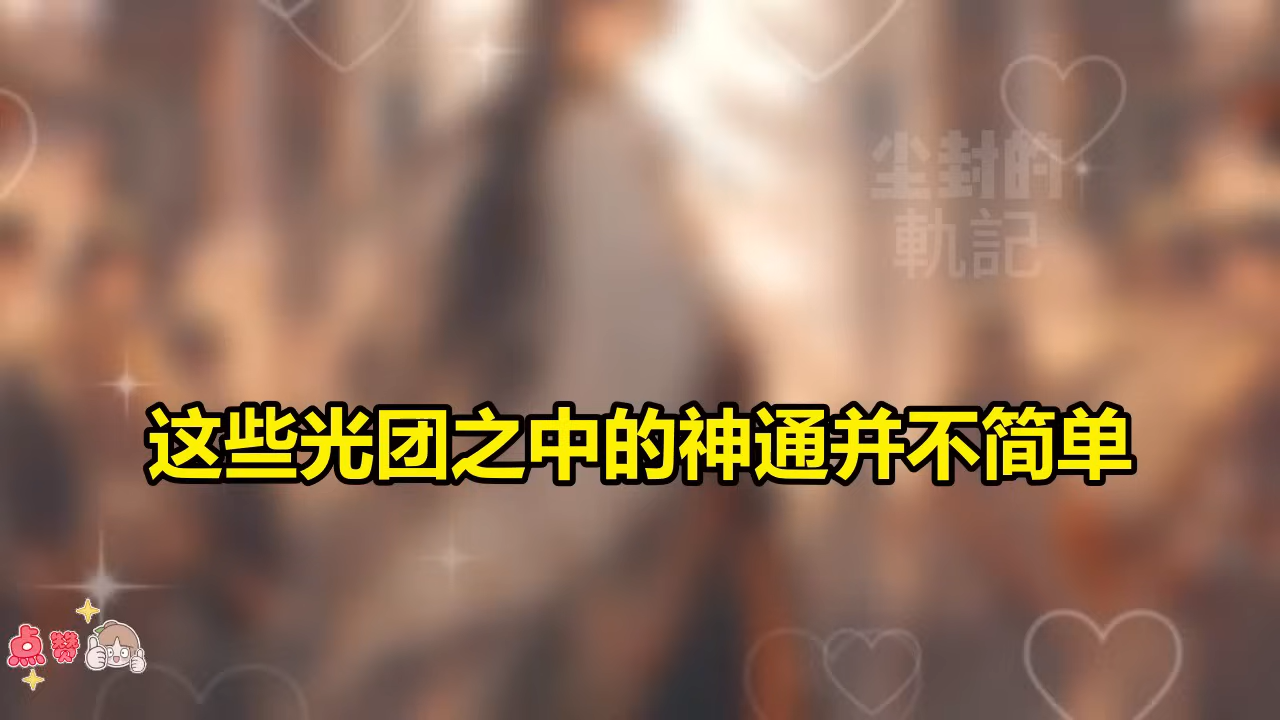 尘封的
軌記
这些光团之中的神通并不简单
点赞